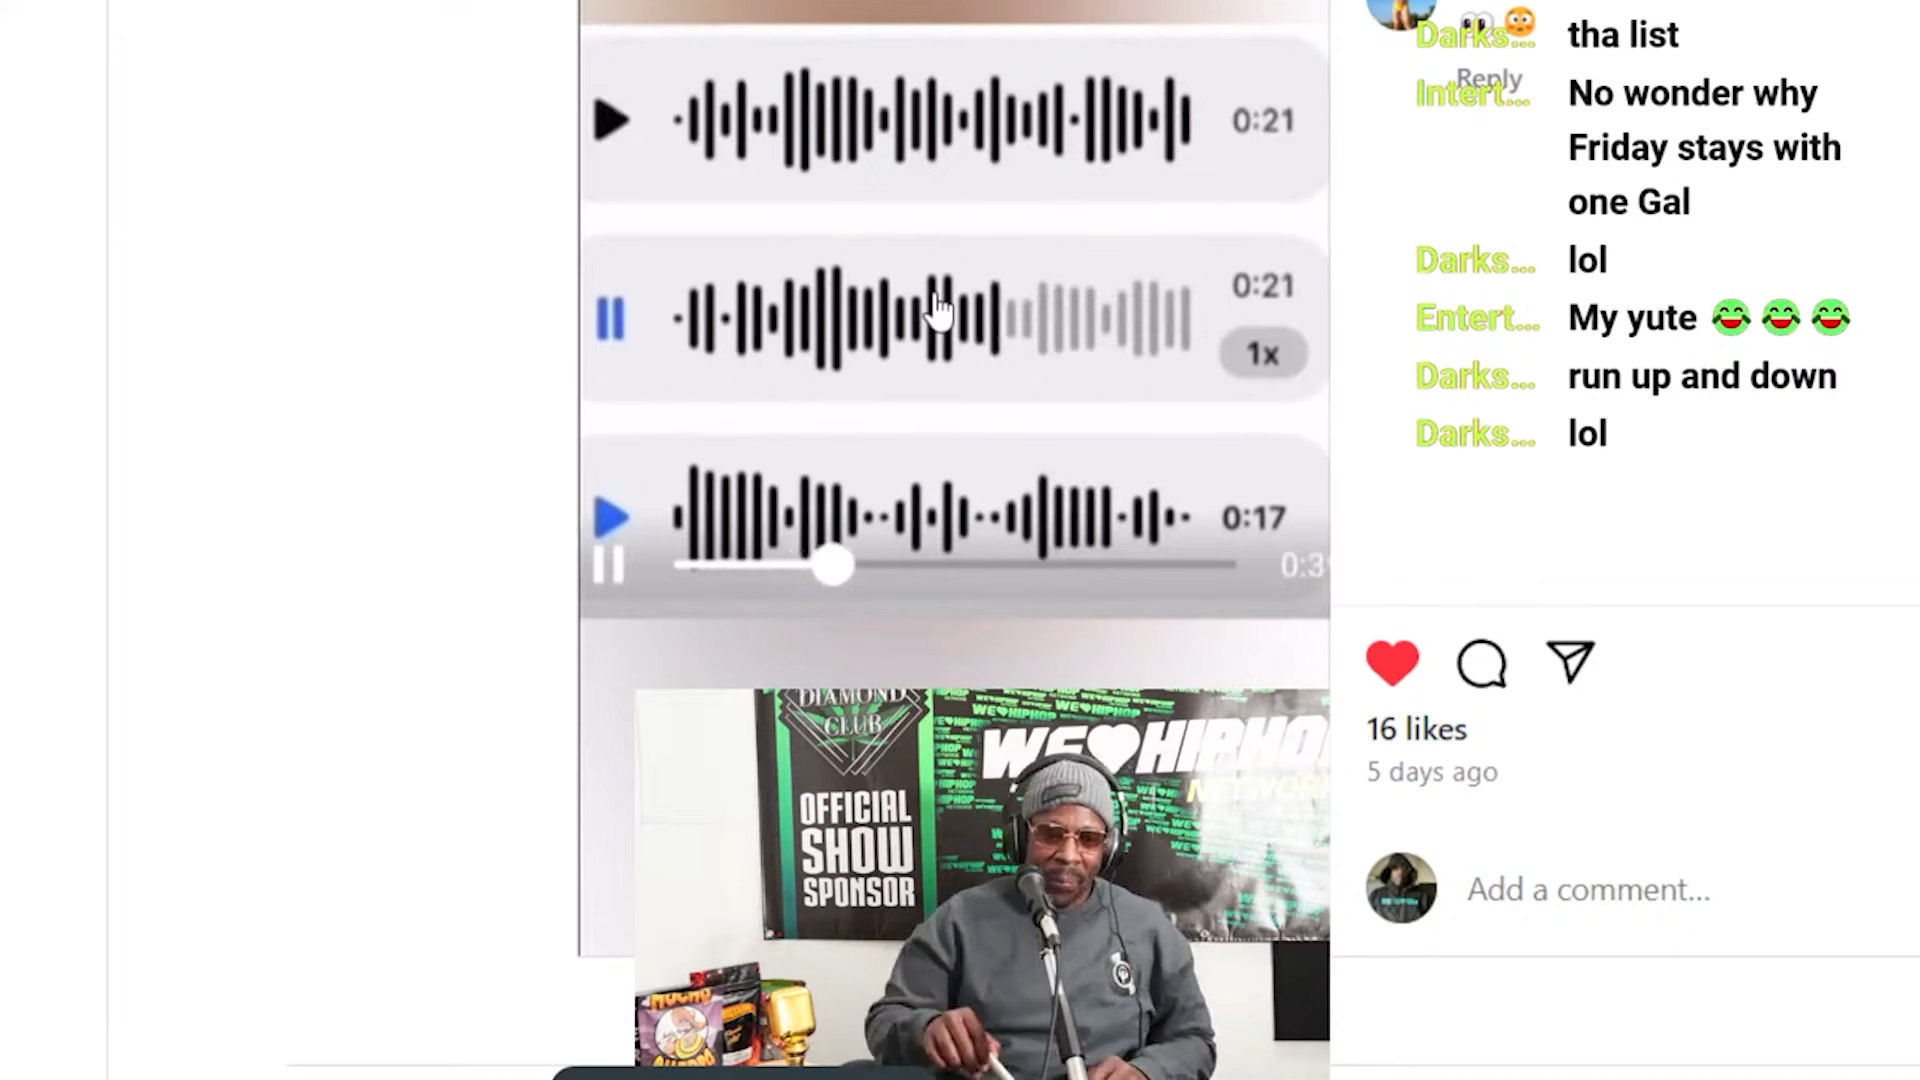 0:21
0:21
1x
0:17
Darks... tha list
Reply
Intert... No wonder why
Friday stays with
one Gal
Darks... lol
Entert... My yute
Darks... run up and down
Darks... lol
16 likes
5 days ago
Add a comment...
DIAMOND
CLUB
OFFICIAL
SHOW
SPONSOR
WE HIPHOP